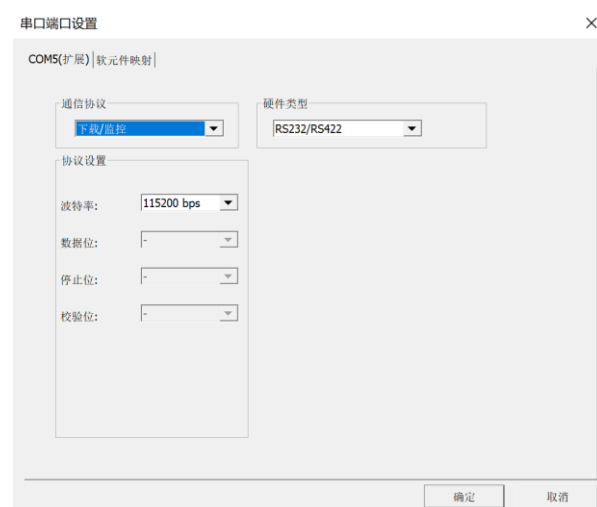 串口端口设置
COM5(扩展) 软元件映射
通信协议
下载/监控
硬件类型
RS232/RS422
协议设置
波特率: 115200 bps
数据位: -
停止位: -
校验位: -
确定 取消